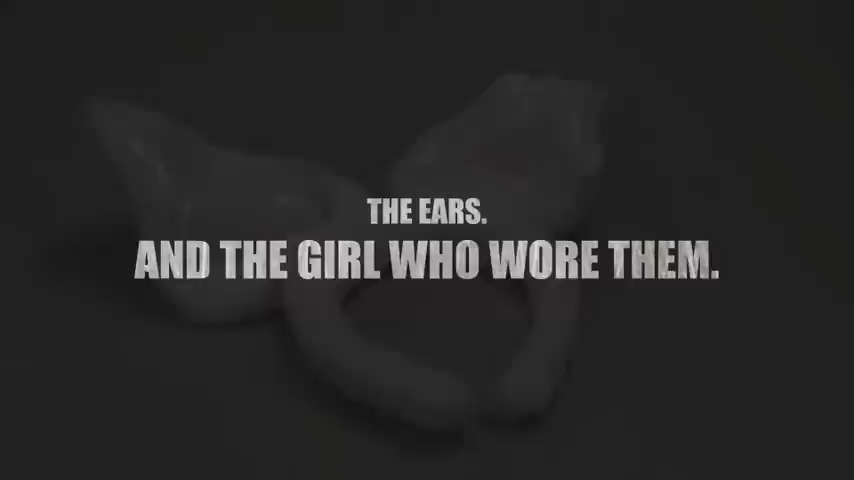 THE EARS.
AND THE GIRL WHO WORE THEM.